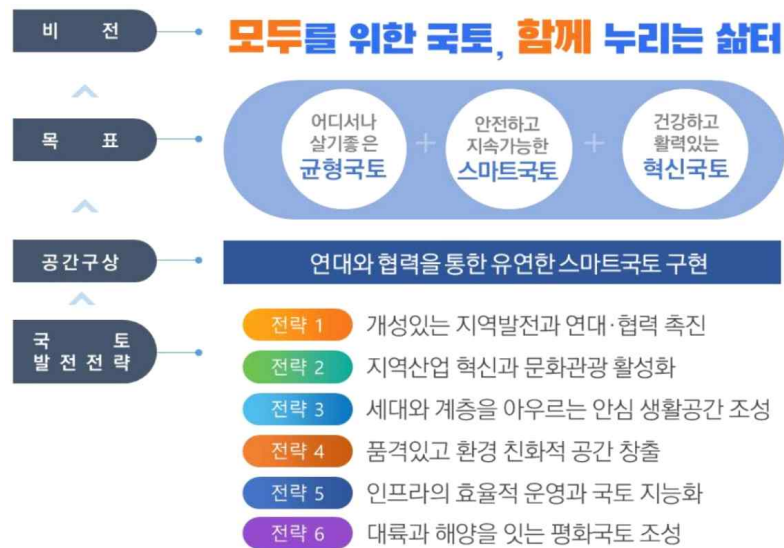 비 전
모두를 위한 국토, 함께 누리는 삶터
목 표
어디서나
살기좋은
균형국토
+
안전하고
지속가능한
스마트국토
+
건강하고
활력있는
혁신국토
공간구상
연대와 협력을 통한 유연한 스마트국토 구현
국 토
발전전략
전략 1 개성있는 지역발전과 연대·협력 촉진
전략 2 지역산업 혁신과 문화관광 활성화
전략 3 세대와 계층을 아우르는 안심 생활공간 조성
전략 4 품격있고 환경 친화적 공간 창출
전략 5 인프라의 효율적 운영과 국토 지능화
전략 6 대륙과 해양을 잇는 평화국토 조성